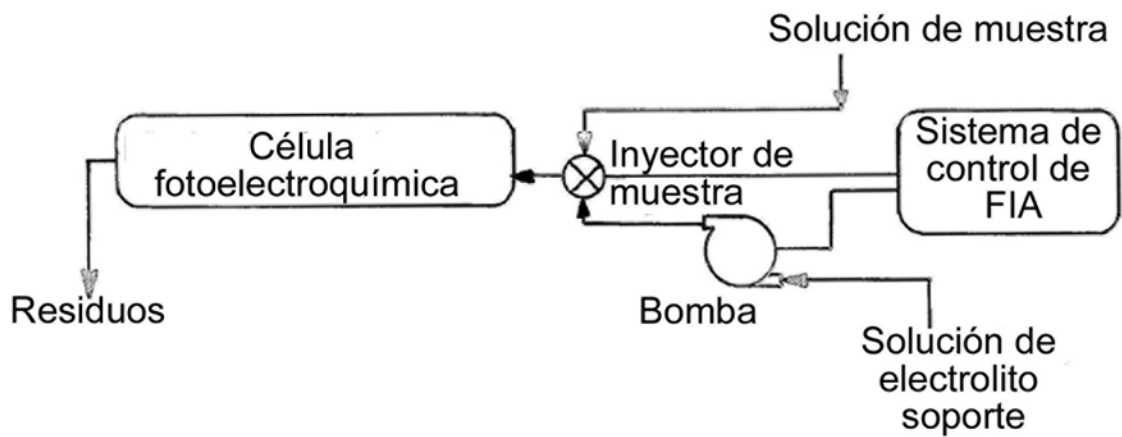 Solución de muestra
Célula
fotoelectroquímica
Inyector de
muestra
Sistema de
control de
FIA
Residuos
Bomba
Solución de
electrolito
soporte